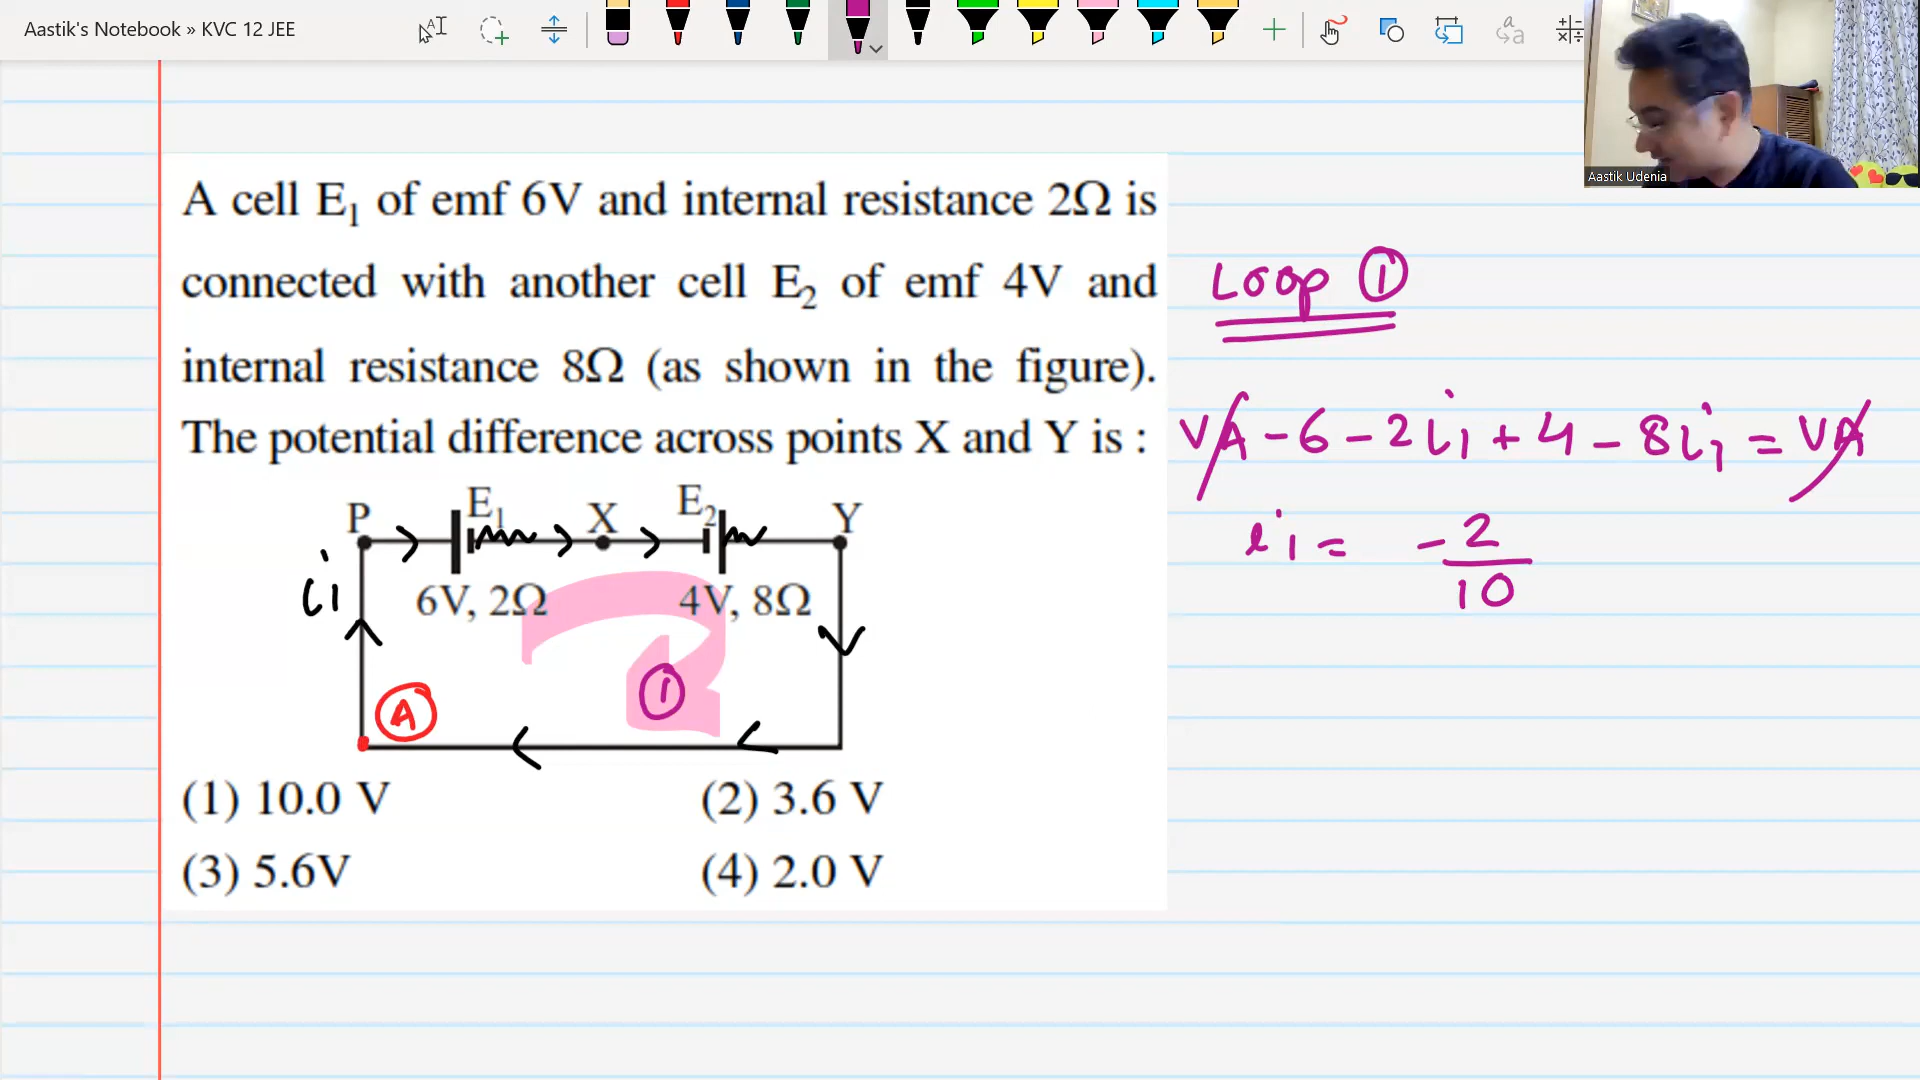 Aastik's Notebook » KVC 12 JEE
Aastik Udenia
A cell E₁ of emf 6V and internal resistance 2Ω is
connected with another cell E₂ of emf 4V and
internal resistance 8Ω (as shown in the figure).
The potential difference across points X and Y is :
P E₁ X E₂ Y
6V, 2Ω 4V, 8Ω
i₁
A
1
(1) 10.0 V (2) 3.6 V
(3) 5.6V (4) 2.0 V
Loop 1
VA - 6 - 2i₁ + 4 - 8i₁ = VA
i₁ = -2/10